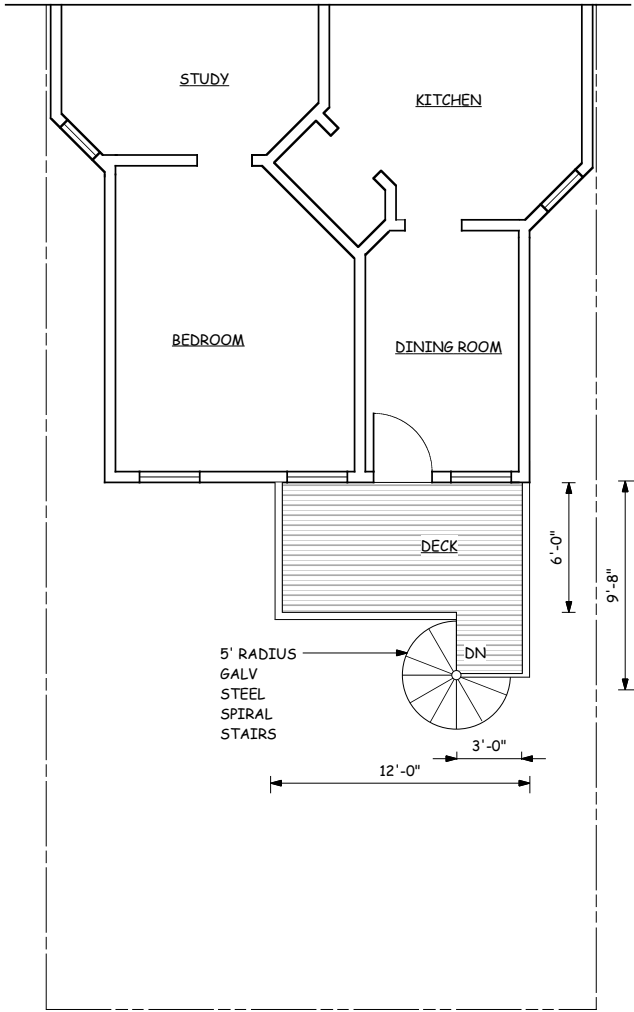 STUDY
KITCHEN
BEDROOM
DINING ROOM
DECK
6'-0"
9'-8"
5' RADIUS
GALV
STEEL
SPIRAL
STAIRS
DN
3'-0"
12'-0"